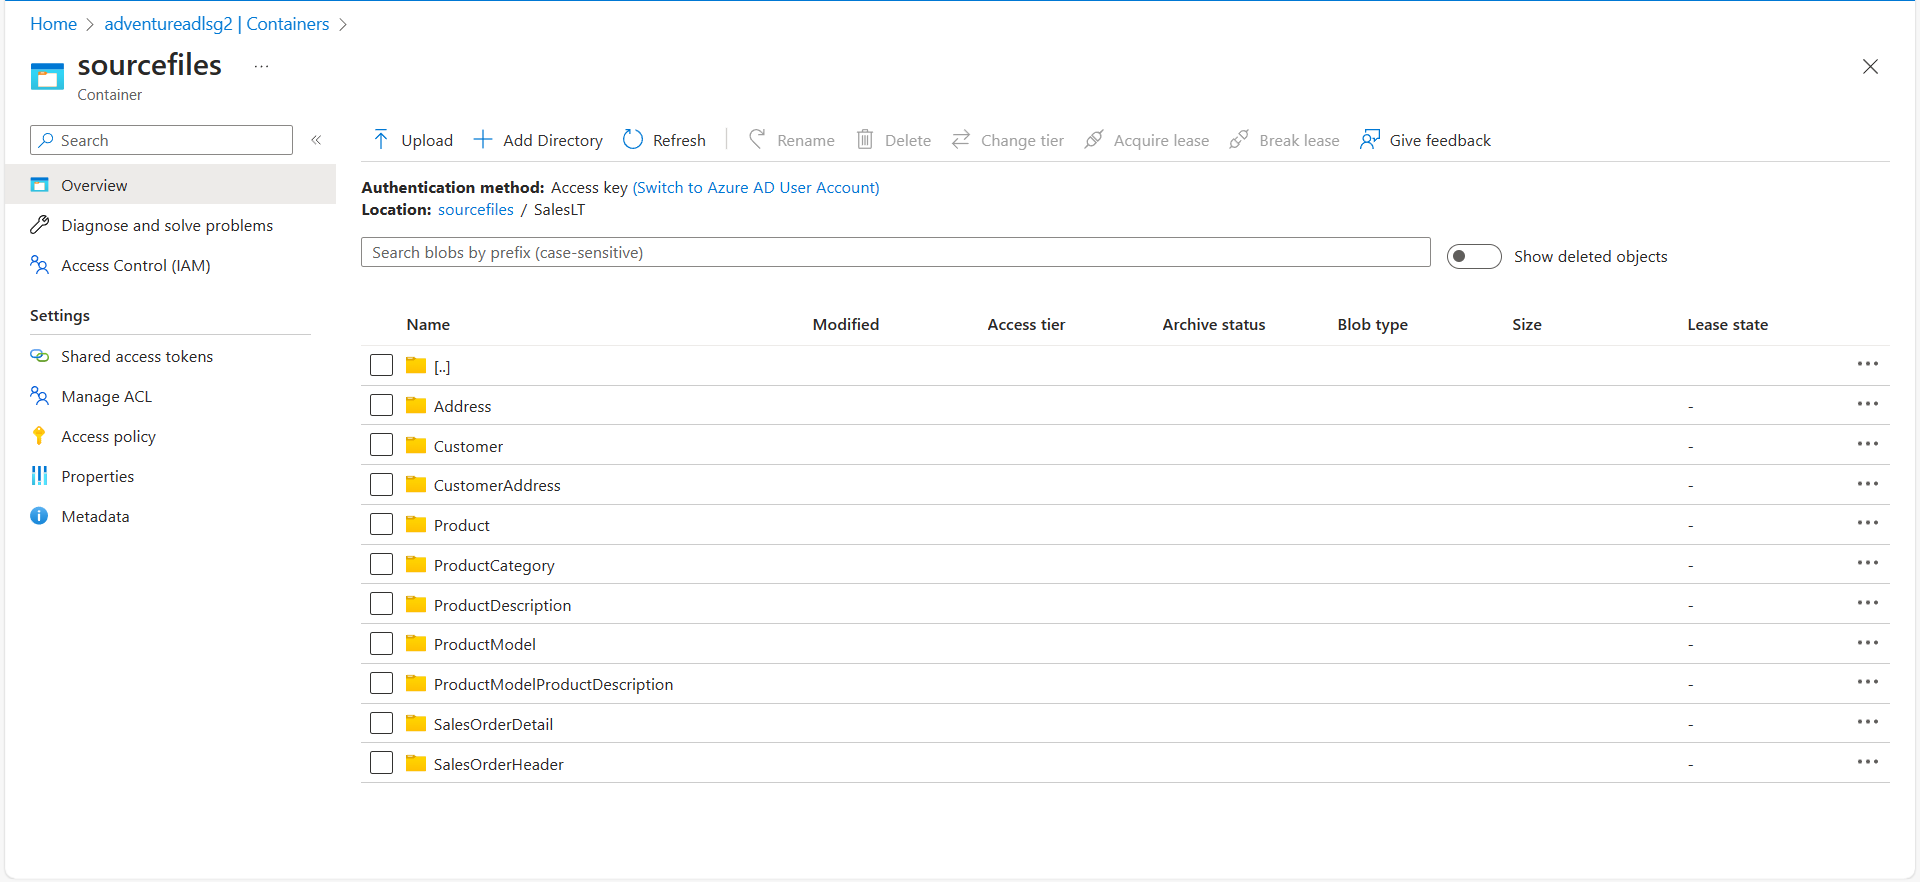 Home > adventureadlsg2 | Containers >
sourcefiles ...
Container
Search «
Upload Add Directory Refresh Rename Delete Change tier Acquire lease Break lease Give feedback
Overview
Diagnose and solve problems
Access Control (IAM)
Settings
Shared access tokens
Manage ACL
Access policy
Properties
Metadata
Authentication method: Access key (Switch to Azure AD User Account)
Location: sourcefiles / SalesLT
Search blobs by prefix (case-sensitive)
Show deleted objects
Name Modified Access tier Archive status Blob type Size Lease state
[..]
Address -
Customer -
CustomerAddress -
Product -
ProductCategory -
ProductDescription -
ProductModel -
ProductModelProductDescription -
SalesOrderDetail -
SalesOrderHeader -